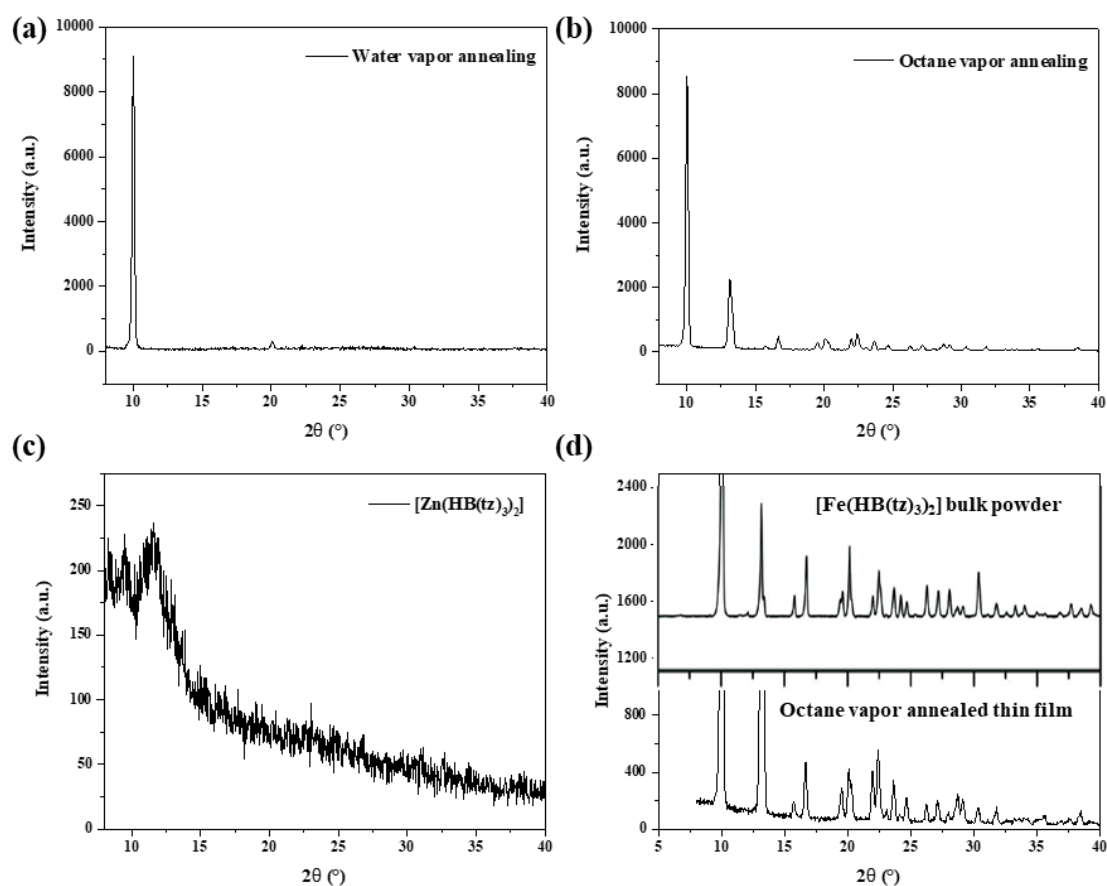 (a)
10000
8000
6000
4000
2000
0
Intensity (a.u.)
Water vapor annealing
10 15 20 25 30 35 40
2θ (°)
(b)
10000
8000
6000
4000
2000
0
Intensity (a.u.)
Octane vapor annealing
10 15 20 25 30 35 40
2θ (°)
(c)
250
200
150
100
50
0
Intensity (a.u.)
[Zn(HB(tz)₃)₂]
10 15 20 25 30 35 40
2θ (°)
(d)
2400
2000
1600
1200
800
400
0
Intensity (a.u.)
[Fe(HB(tz)₃)₂] bulk powder
Octane vapor annealed thin film
5 10 15 20 25 30 35 40
2θ (°)